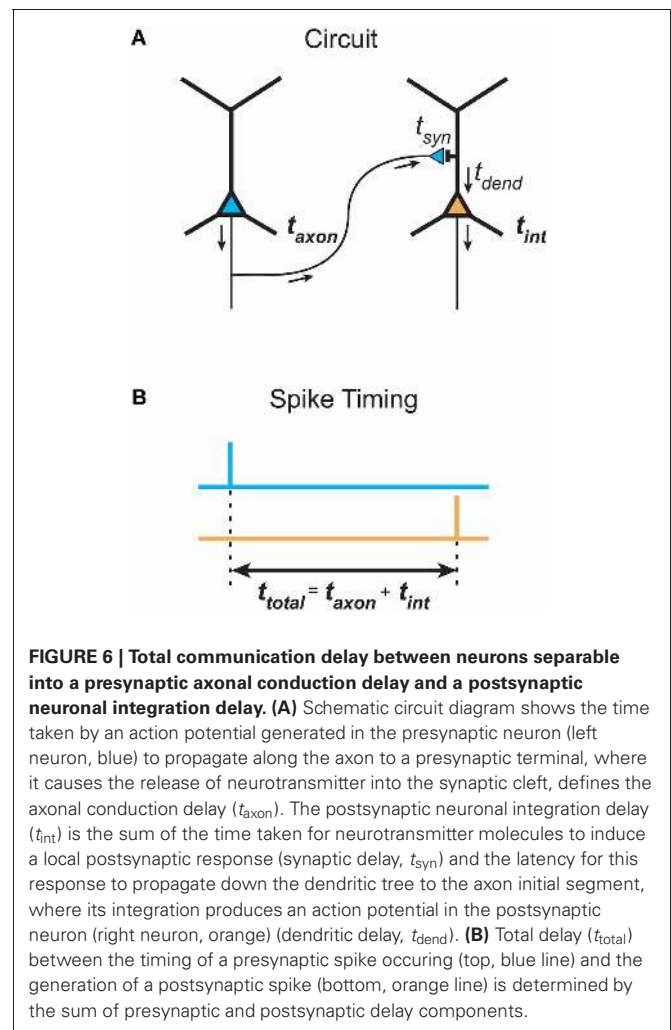 A
Circuit
t_syn
t_dend
t_axon
t_int
B
Spike Timing
t_total = t_axon + t_int
FIGURE 6 | Total communication delay between neurons separable
into a presynaptic axonal conduction delay and a postsynaptic
neuronal integration delay. (A) Schematic circuit diagram shows the time
taken by an action potential generated in the presynaptic neuron (left
neuron, blue) to propagate along the axon to a presynaptic terminal, where
it causes the release of neurotransmitter into the synaptic cleft, defines the
axonal conduction delay (t_axon). The postsynaptic neuronal integration delay
(t_int) is the sum of the time taken for neurotransmitter molecules to induce
a local postsynaptic response (synaptic delay, t_syn) and the latency for this
response to propagate down the dendritic tree to the axon initial segment,
where its integration produces an action potential in the postsynaptic
neuron (right neuron, orange) (dendritic delay, t_dend). (B) Total delay (t_total)
between the timing of a presynaptic spike occuring (top, blue line) and the
generation of a postsynaptic spike (bottom, orange line) is determined by
the sum of presynaptic and postsynaptic delay components.